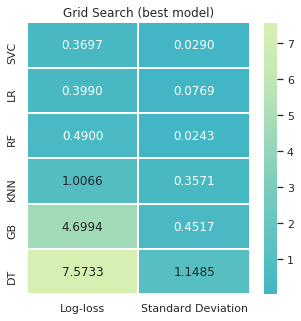 Grid Search (best model)
SVC 0.3697 0.0290
LR 0.3990 0.0769
RF 0.4900 0.0243
KNN 1.0066 0.3571
GB 4.6994 0.4517
DT 7.5733 1.1485
Log-loss Standard Deviation
7
6
5
4
3
2
1